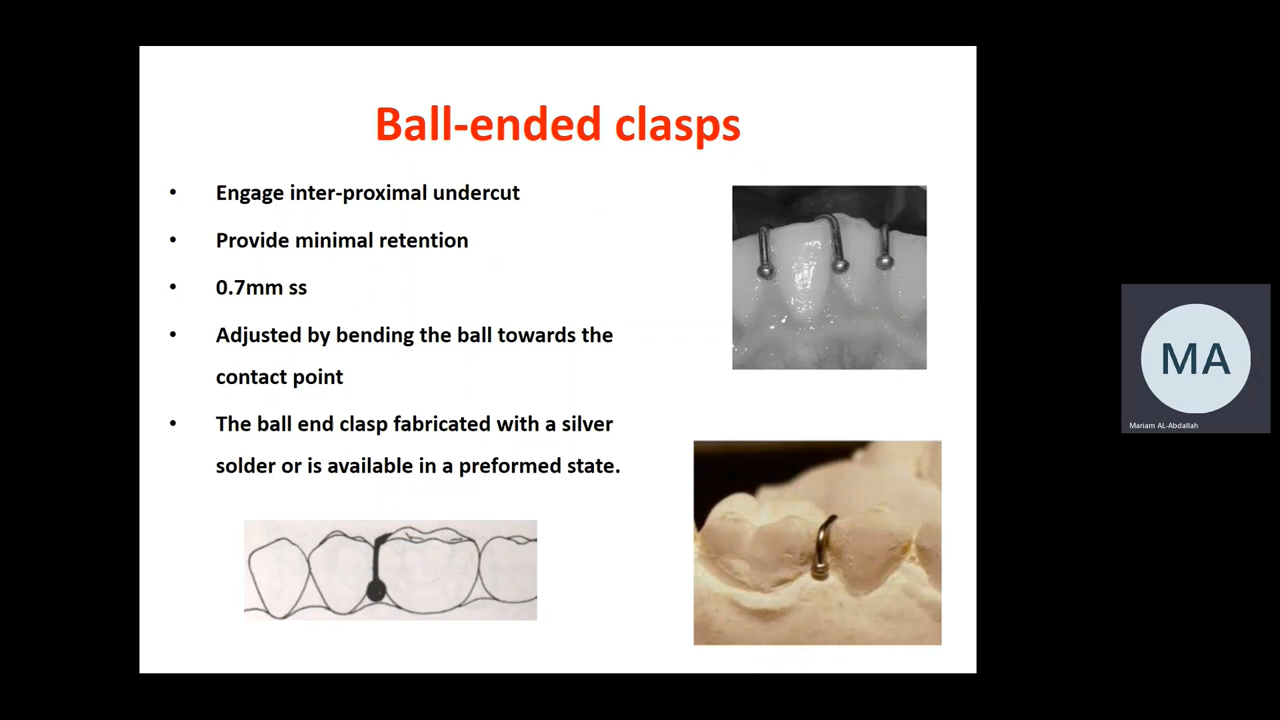 Ball-ended clasps
• Engage inter-proximal undercut
• Provide minimal retention
• 0.7mm ss
• Adjusted by bending the ball towards the
contact point
• The ball end clasp fabricated with a silver
solder or is available in a preformed state.
MA
Mariam AL-Abdallah